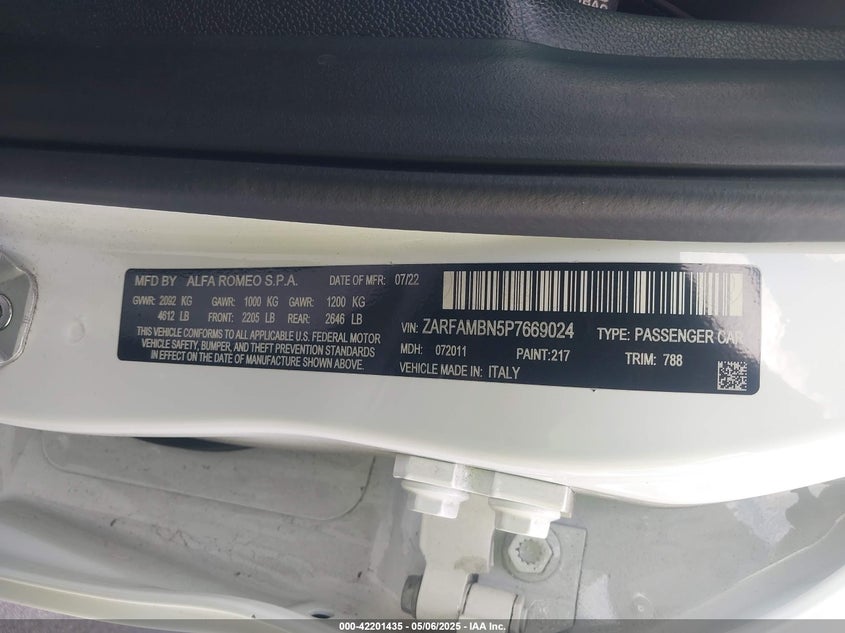 MFD BY ALFA ROMEO S.P.A. DATE OF MFR: 07/22
GVWR: 2092 KG GAWR: 1000 KG GAWR: 1200 KG
4612 LB FRONT: 2205 LB REAR: 2646 LB
THIS VEHICLE CONFORMS TO ALL APPLICABLE U.S. FEDERAL MOTOR
VEHICLE SAFETY, BUMPER, AND THEFT PREVENTION STANDARDS
IN EFFECT ON THE DATE OF MANUFACTURE SHOWN ABOVE.
VIN: ZARFAMBN5P7669024 TYPE: PASSENGER CAR
MDH: 072011 PAINT: 217 TRIM: 788
VEHICLE MADE IN: ITALY
000-42201435 - 05/06/2025 - IAA Inc.